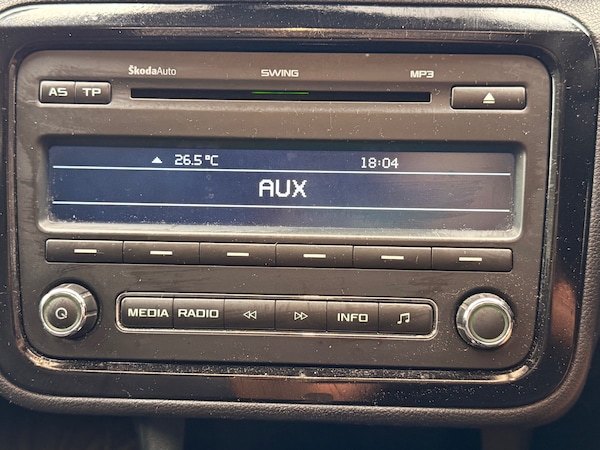 ŠkodaAuto SWING MP3
AS TP
26.5°C 18:04
AUX
MEDIA RADIO INFO